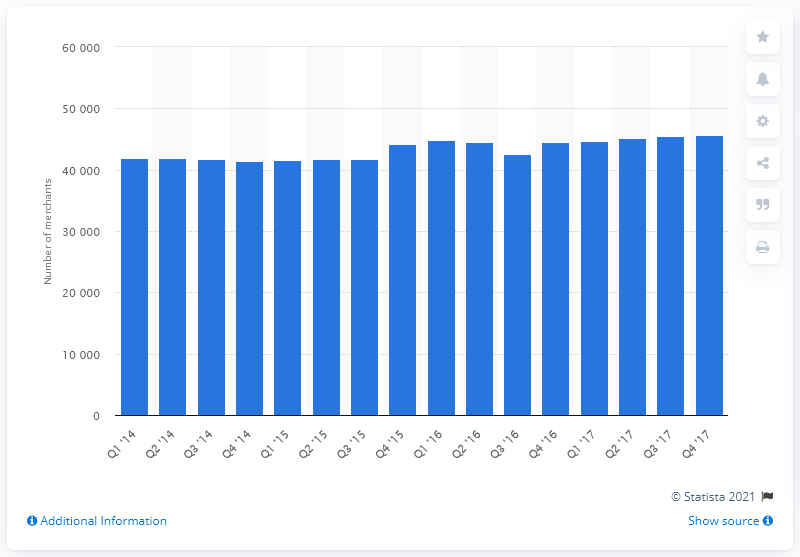 60 000
50 000
40 000
30 000
20 000
10 000
0
Number of merchants
Q1 '14
Q2 '14
Q3 '14
Q4 '14
Q1 '15
Q2 '15
Q3 '15
Q4 '15
Q1 '16
Q2 '16
Q3 '16
Q4 '16
Q1 '17
Q2 '17
Q3 '17
Q4 '17
© Statista 2021
Additional Information
Show source